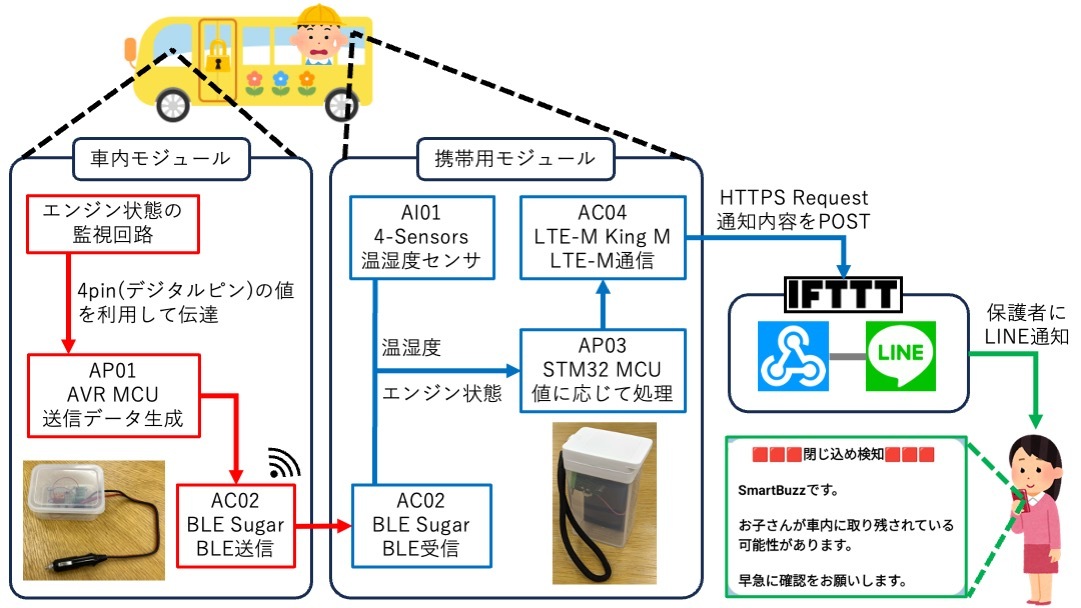 車内モジュール
エンジン状態の
監視回路
4pin(デジタルピン)の値
を利用して伝達
AP01
AVR MCU
送信データ生成
AC02
BLE Sugar
BLE送信
携帯用モジュール
AI01
4-Sensors
温湿度センサ
AC04
LTE-M King M
LTE-M通信
温湿度
エンジン状態
AP03
STM32 MCU
値に応じて処理
AC02
BLE Sugar
BLE受信
HTTPS Request
通知内容をPOST
IFTTT
LINE
保護者に
LINE通知
🟥🟥🟥閉じ込め検知🟥🟥🟥
SmartBuzzです。
お子さんが車内に取り残されている
可能性があります。
早急に確認をお願いします。